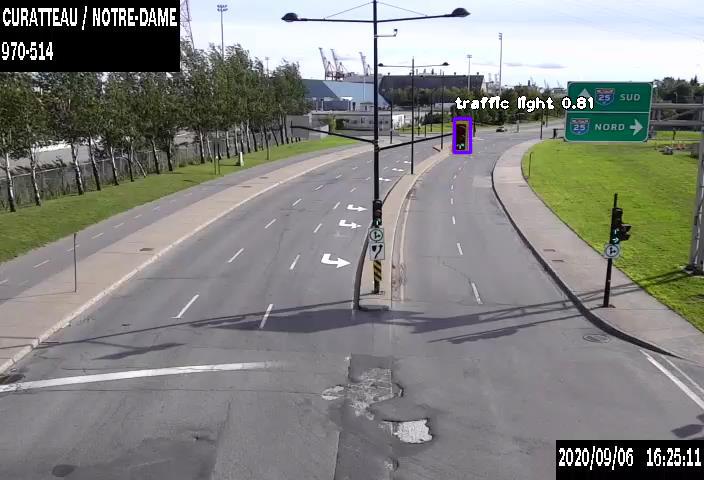 CURATTEAU / NOTRE-DAME
970-514
traffic light 0.81
25 SUD
25 NORD
2020/09/06 16:25:11